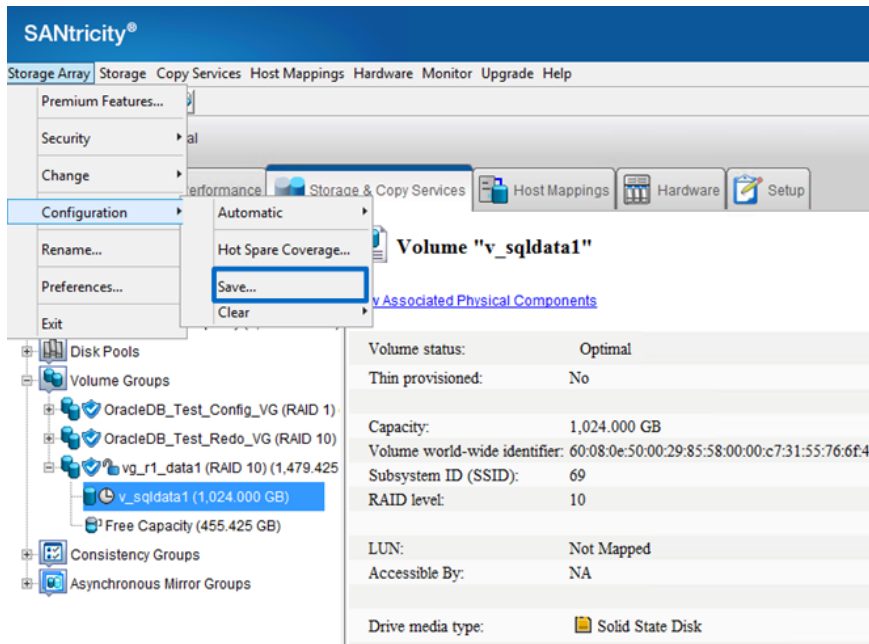 SANtricity®
Storage Array Storage Copy Services Host Mappings Hardware Monitor Upgrade Help
Premium Features...
Security
al
Change
erformance Storage & Copy Services Host Mappings Hardware Setup
Configuration
Automatic
Rename...
Hot Spare Coverage...
Volume "v_sqldata1"
Preferences...
Save...
w Associated Physical Components
Exit
Clear
Disk Pools
Volume status: Optimal
Volume Groups
Thin provisioned: No
OracleDB_Test_Config_VG (RAID 1)
Capacity: 1,024.000 GB
OracleDB_Test_Redo_VG (RAID 10)
Volume world-wide identifier: 60:08:0e:50:00:29:85:58:00:00:c7:31:55:76:6f:4
vg_r1_data1 (RAID 10) (1,479.425
Subsystem ID (SSID): 69
v_sqldata1 (1,024.000 GB)
RAID level: 10
Free Capacity (455.425 GB)
LUN: Not Mapped
Consistency Groups
Accessible By: NA
Asynchronous Mirror Groups
Drive media type: Solid State Disk